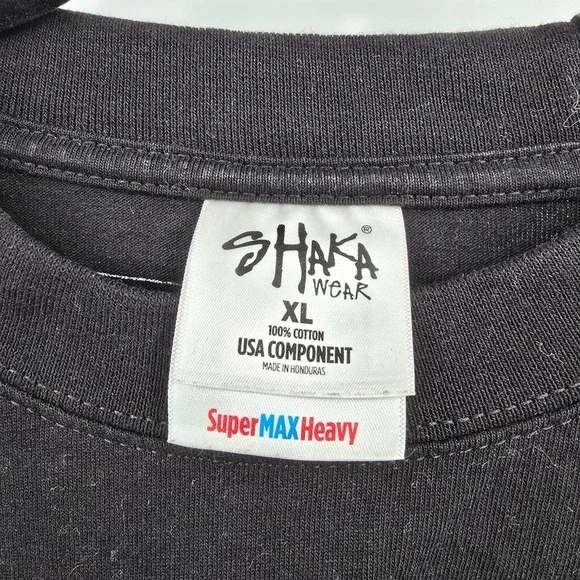 SHAKA®
WEAR
XL
100% COTTON
USA COMPONENT
MADE IN HONDURAS
SuperMAXHeavy